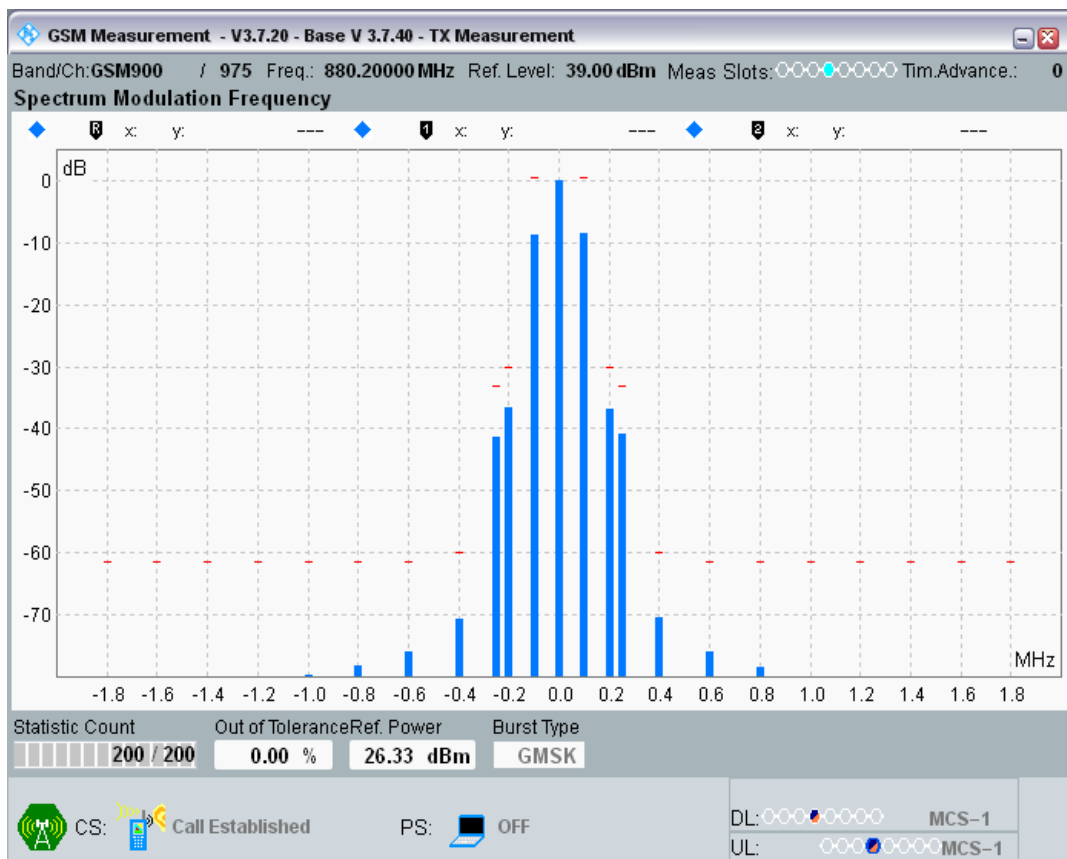 GSM Measurement - V3.7.20 - Base V 3.7.40 - TX Measurement
Band/Ch:GSM900 / 975 Freq.: 880.20000 MHz Ref. Level: 39.00 dBm Meas Slots: Tim.Advance.: 0
Spectrum Modulation Frequency
R x: y: --- 1 x: y: --- 2 x: y: ---
dB
0
-10
-20
-30
-40
-50
-60
-70
MHz
-1.8 -1.6 -1.4 -1.2 -1.0 -0.8 -0.6 -0.4 -0.2 0.0 0.2 0.4 0.6 0.8 1.0 1.2 1.4 1.6 1.8
Statistic Count Out of Tolerance Ref. Power Burst Type
200 / 200 0.00 % 26.33 dBm GMSK
CS: Call Established PS: OFF
DL: MCS-1
UL: MCS-1